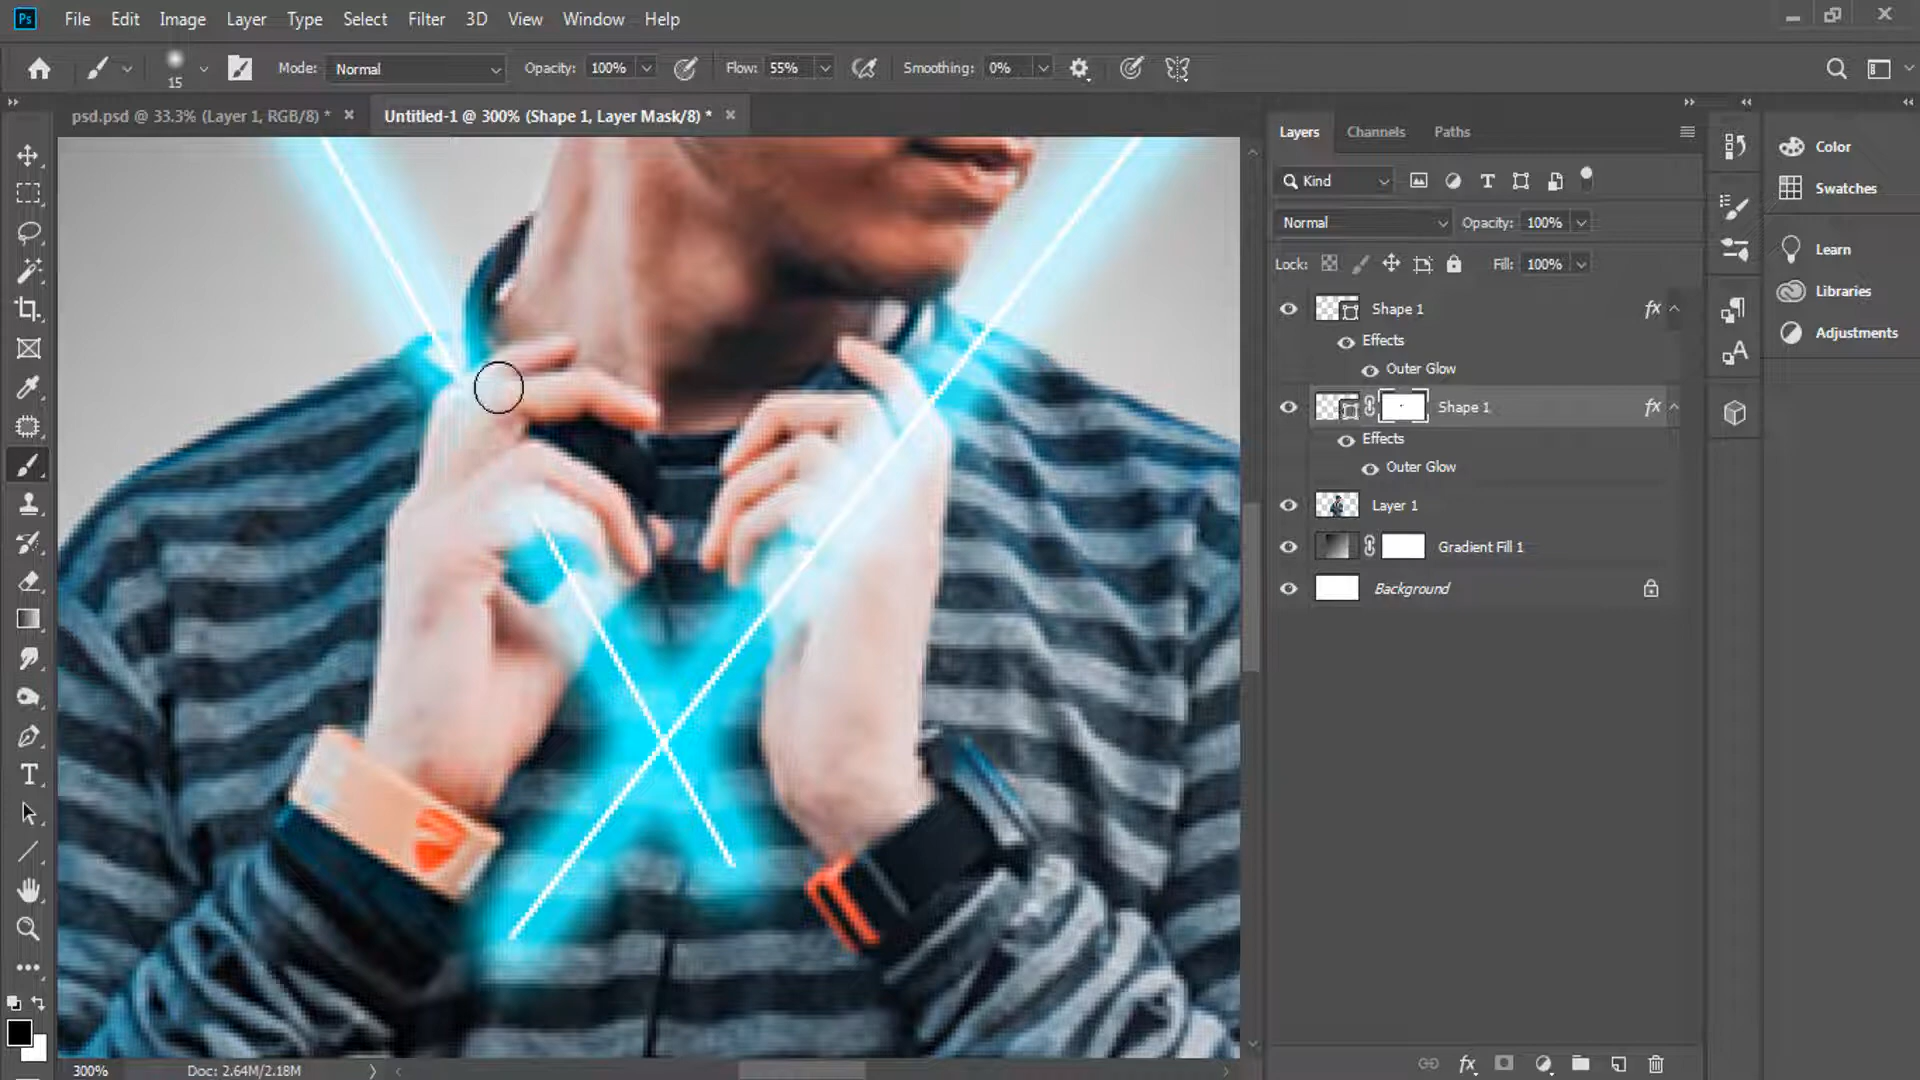 Ps File Edit Image Layer Type Select Filter 3D View Window Help
15 Mode: Normal Opacity: 100% Flow: 55% Smoothing: 0%
psd.psd @ 33.3% (Layer 1, RGB/8) * Untitled-1 @ 300% (Shape 1, Layer Mask/8) *
Layers Channels Paths
Kind
Normal Opacity: 100%
Lock: Fill: 100%
Shape 1 fx
Effects
Outer Glow
Shape 1 fx
Effects
Outer Glow
Layer 1
Gradient Fill 1
Background
Color
Swatches
Learn
Libraries
Adjustments
300% Doc: 2.64M/2.18M